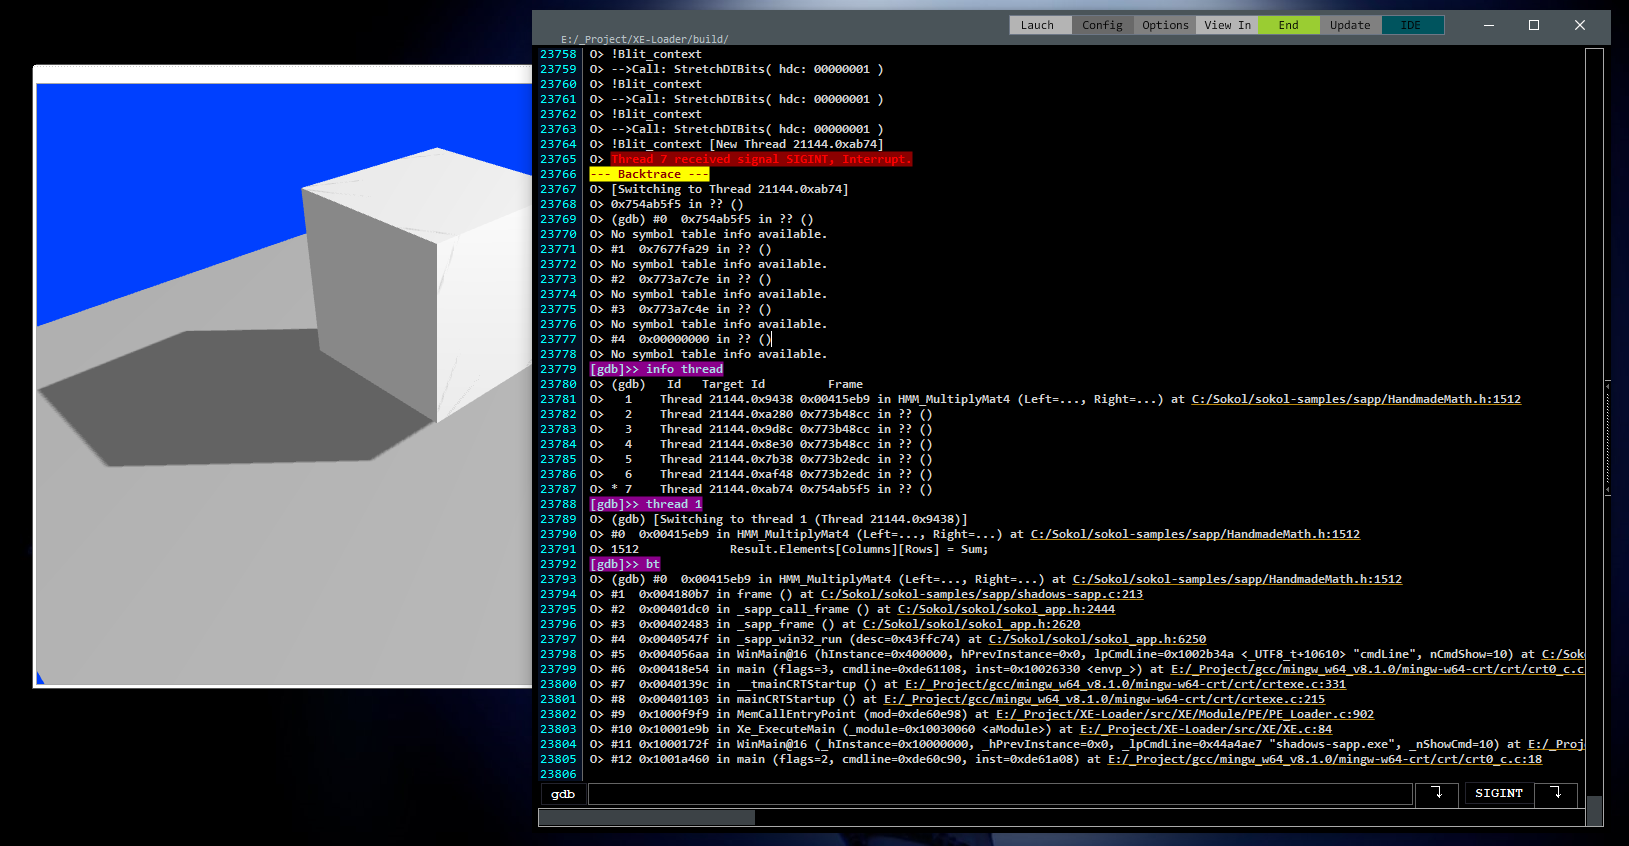 Lauch Config Options View In End Update IDE
E:/_Project/XE-Loader/build/
23758 O> !Blit_context
23759 O> -->Call: StretchDIBits( hdc: 00000001 )
23760 O> !Blit_context
23761 O> -->Call: StretchDIBits( hdc: 00000001 )
23762 O> !Blit_context
23763 O> -->Call: StretchDIBits( hdc: 00000001 )
23764 O> !Blit_context [New Thread 21144.0xab74]
23765 O> Thread 7 received signal SIGINT, Interrupt.
23766 --- Backtrace ---
23767 O> [Switching to Thread 21144.0xab74]
23768 O> 0x754ab5f5 in ?? ()
23769 O> (gdb) #0  0x754ab5f5 in ?? ()
23770 O> No symbol table info available.
23771 O> #1  0x7677fa29 in ?? ()
23772 O> No symbol table info available.
23773 O> #2  0x773a7c7e in ?? ()
23774 O> No symbol table info available.
23775 O> #3  0x773a7c4e in ?? ()
23776 O> No symbol table info available.
23777 O> #4  0x00000000 in ?? ()
23778 O> No symbol table info available.
23779 [gdb]>> info thread
23780 O> (gdb)   Id   Target Id         Frame
23781 O>   1    Thread 21144.0x9438 0x00415eb9 in HMM_MultiplyMat4 (Left=..., Right=...) at C:/Sokol/sokol-samples/sapp/HandmadeMath.h:1512
23782 O>   2    Thread 21144.0xa280 0x773b48cc in ?? ()
23783 O>   3    Thread 21144.0x9d8c 0x773b48cc in ?? ()
23784 O>   4    Thread 21144.0x8e30 0x773b48cc in ?? ()
23785 O>   5    Thread 21144.0x7b38 0x773b2edc in ?? ()
23786 O>   6    Thread 21144.0xaf48 0x773b2edc in ?? ()
23787 O> * 7    Thread 21144.0xab74 0x754ab5f5 in ?? ()
23788 [gdb]>> thread 1
23789 O> (gdb) [Switching to thread 1 (Thread 21144.0x9438)]
23790 O> #0  0x00415eb9 in HMM_MultiplyMat4 (Left=..., Right=...) at C:/Sokol/sokol-samples/sapp/HandmadeMath.h:1512
23791 O> 1512             Result.Elements[Columns][Rows] = Sum;
23792 [gdb]>> bt
23793 O> (gdb) #0  0x00415eb9 in HMM_MultiplyMat4 (Left=..., Right=...) at C:/Sokol/sokol-samples/sapp/HandmadeMath.h:1512
23794 O> #1  0x004180b7 in frame () at C:/Sokol/sokol-samples/sapp/shadows-sapp.c:213
23795 O> #2  0x00401dc0 in _sapp_call_frame () at C:/Sokol/sokol/sokol_app.h:2444
23796 O> #3  0x00402483 in _sapp_frame () at C:/Sokol/sokol/sokol_app.h:2620
23797 O> #4  0x0040547f in _sapp_win32_run (desc=0x43ffc74) at C:/Sokol/sokol/sokol_app.h:6250
23798 O> #5  0x004056aa in WinMain@16 (hInstance=0x400000, hPrevInstance=0x0, lpCmdLine=0x1002b34a <_UTF8_t+10610> "cmdLine", nCmdShow=10) at C:/Sok
23799 O> #6  0x00418e54 in main (flags=3, cmdline=0xde61108, inst=0x10026330 <envp_>) at E:/_Project/gcc/mingw_w64_v8.1.0/mingw-w64-crt/crt/crt0_c.c
23800 O> #7  0x0040139c in __tmainCRTStartup () at E:/_Project/gcc/mingw_w64_v8.1.0/mingw-w64-crt/crt/crtexe.c:331
23801 O> #8  0x00401103 in mainCRTStartup () at E:/_Project/gcc/mingw_w64_v8.1.0/mingw-w64-crt/crt/crtexe.c:215
23802 O> #9  0x1000f9f9 in MemCallEntryPoint (mod=0xde60e98) at E:/_Project/XE-Loader/src/XE/Module/PE/PE_Loader.c:902
23803 O> #10 0x10001e9b in Xe_ExecuteMain (_module=0x10030060 <aModule>) at E:/_Project/XE-Loader/src/XE/XE.c:84
23804 O> #11 0x1000172f in WinMain@16 (_hInstance=0x10000000, _hPrevInstance=0x0, _lpCmdLine=0x44a4ae7 "shadows-sapp.exe", _nShowCmd=10) at E:/_Proj
23805 O> #12 0x1001a460 in main (flags=2, cmdline=0xde60c90, inst=0xde61a08) at E:/_Project/gcc/mingw_w64_v8.1.0/mingw-w64-crt/crt/crt0_c.c:18
23806
gdb SIGINT